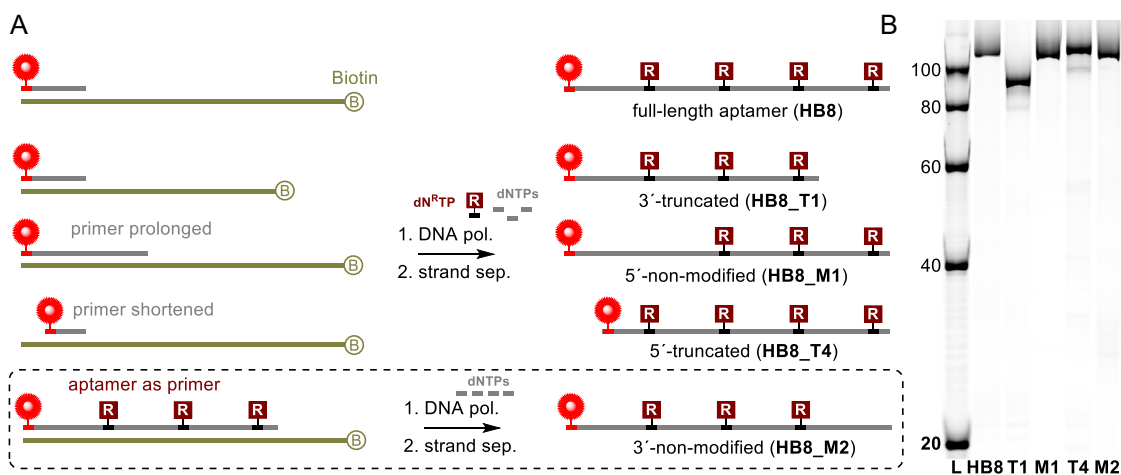 A
Biotin
B
R R R R
full-length aptamer (HB8)
B
R R R
3´-truncated (HB8_T1)
primer prolonged
B
dNᴿTP R dNTPs
1. DNA pol.
2. strand sep.
R R R
5´-non-modified (HB8_M1)
primer shortened
B
R R R R
5´-truncated (HB8_T4)
aptamer as primer
R R R
B
dNTPs
1. DNA pol.
2. strand sep.
R R R
3´-non-modified (HB8_M2)
B
100
80
60
40
20
L HB8 T1 M1 T4 M2